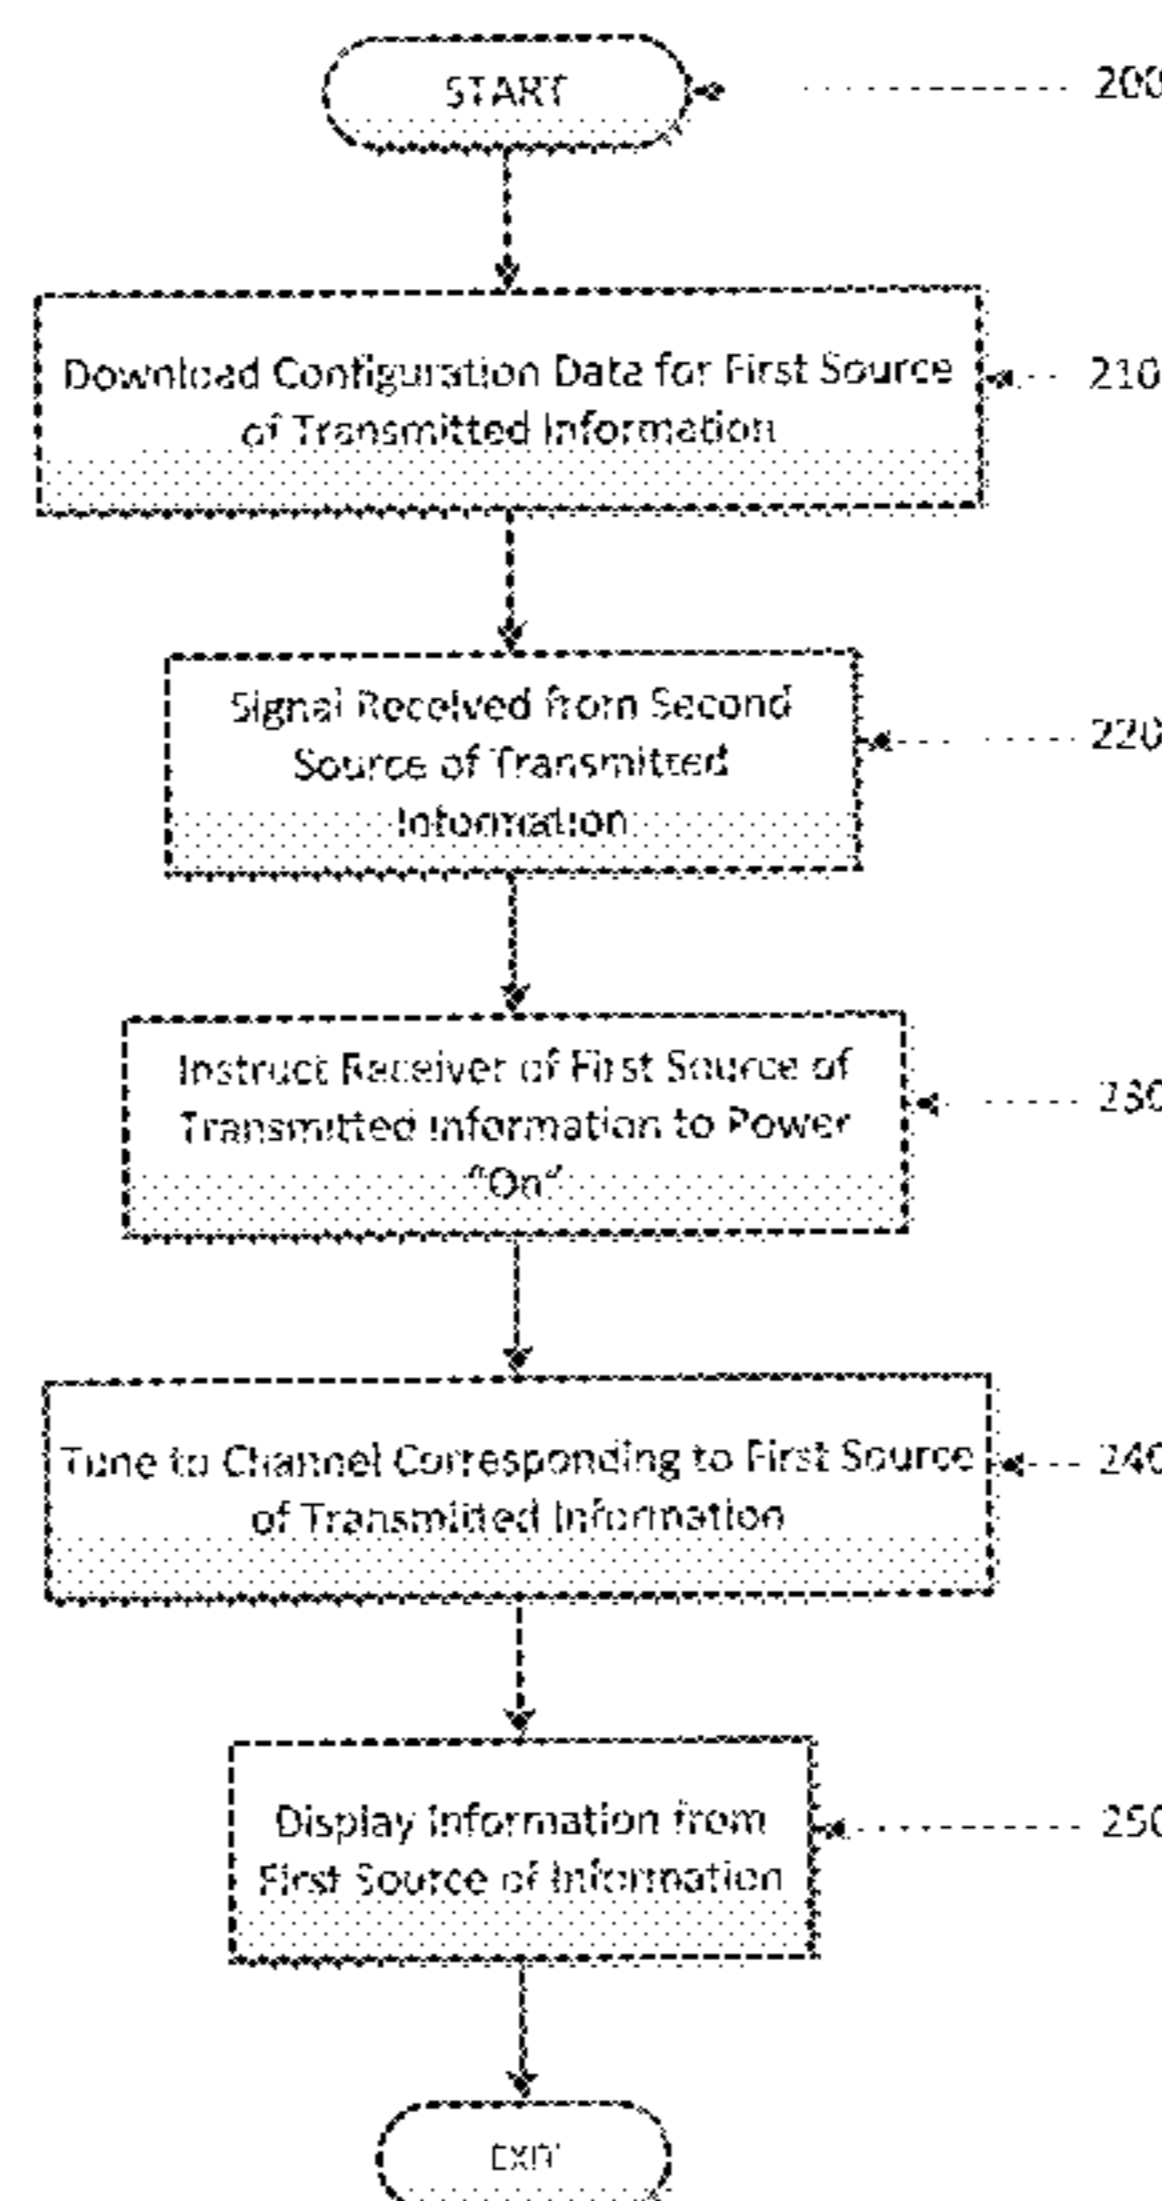 START
200
Download Configuration Data for First Source
of Transmitted Information
210
Signal Received from Second
Source of Transmitted
Information
220
Instruct Receiver of First Source of
Transmitted Information to Power
"On"
230
Tune to Channel Corresponding to First Source
of Transmitted Information
240
Display Information from
First Source of Information
250
EXIT